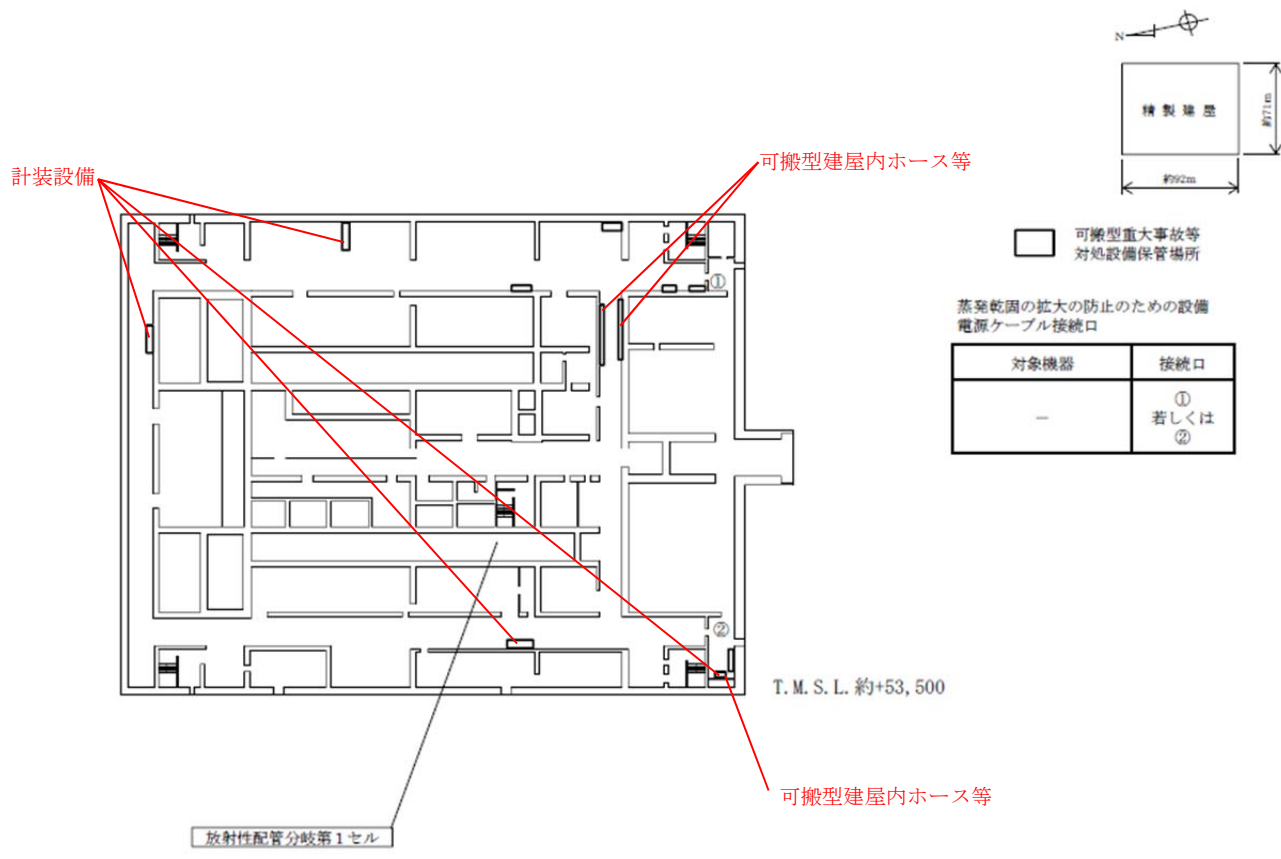 N
精製建屋
約71m
約92m
計装設備
可搬型建屋内ホース等
可搬型重大事故等
対処設備保管場所
①
蒸発乾固の拡大の防止のための設備
電源ケーブル接続口
対象機器 接続口
― ①
若しくは
②
②
T.M.S.L.約+53,500
可搬型建屋内ホース等
放射性配管分岐第1セル